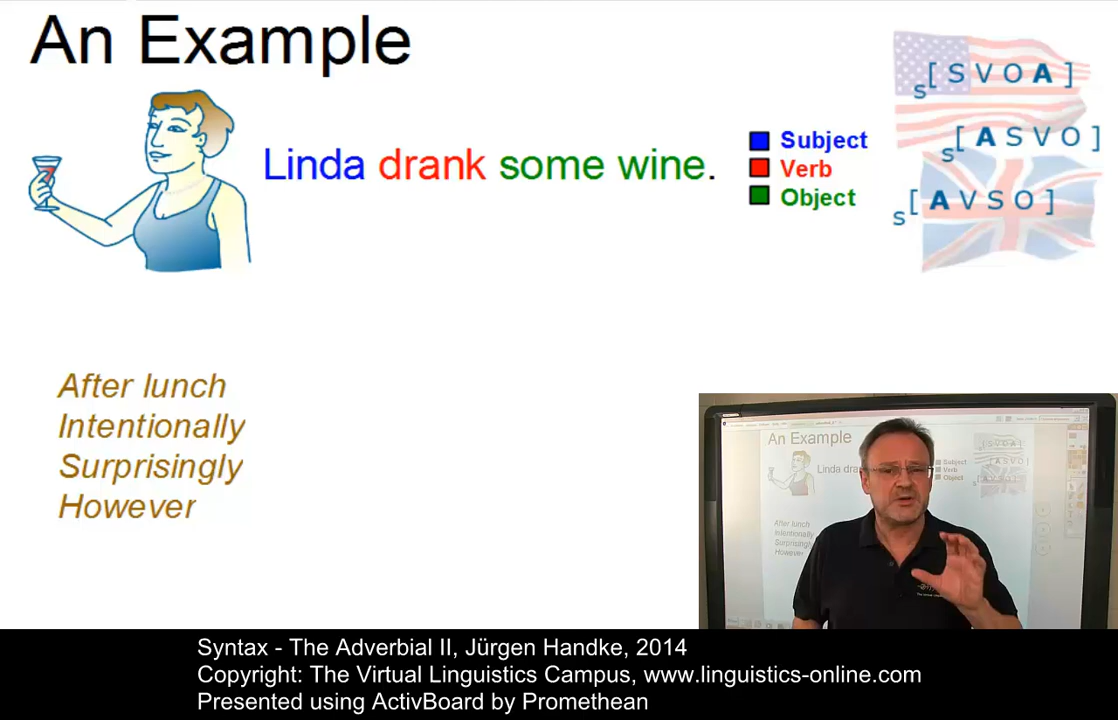 An Example
Linda drank some wine.
Subject
Verb
Object
s[ S V O A ]
s[ A S V O ]
s[ A V S O ]
After lunch
Intentionally
Surprisingly
However
An Example
Linda
Subject
Verb
Object
After lunch
Intentionally
Surprisingly
However
Syntax - The Adverbial II, Jürgen Handke, 2014
Copyright: The Virtual Linguistics Campus, www.linguistics-online.com
Presented using ActivBoard by Promethean